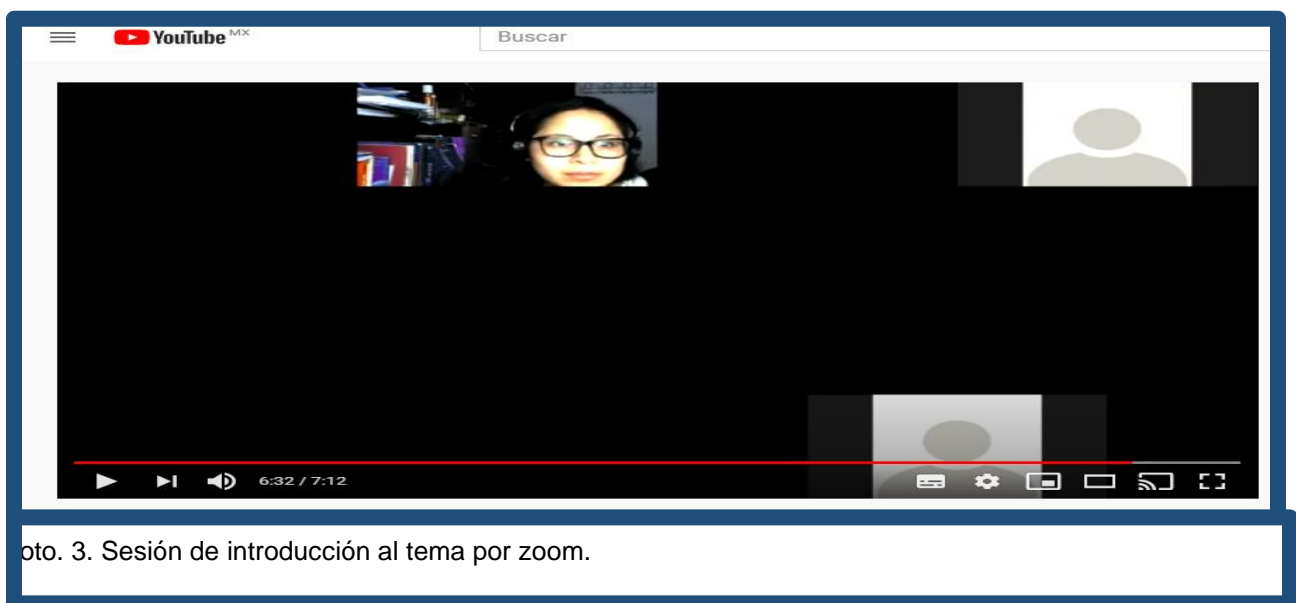 YouTube MX
Buscar
6:32 / 7:12
oto. 3. Sesión de introducción al tema por zoom.